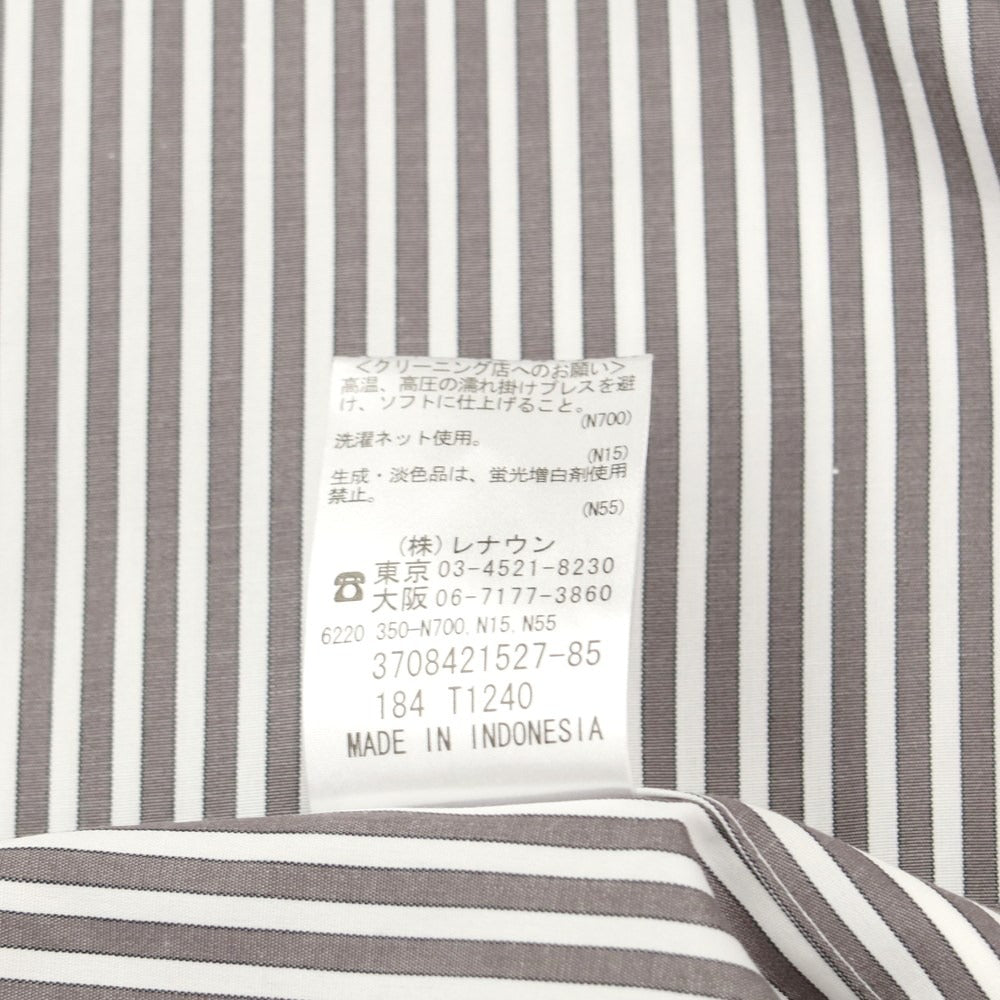 <クリーニング店へのお願い>
高温、高圧の濡れ掛けプレスを避
け、ソフトに仕上げること。
(N700)
洗濯ネット使用。
(N15)
生成・淡色品は、蛍光増白剤使用
禁止。
(N55)
(株)レナウン
☎東京 03-4521-8230
大阪 06-7177-3860
6220 350-N700, N15, N55
3708421527-85
184 T1240
MADE IN INDONESIA